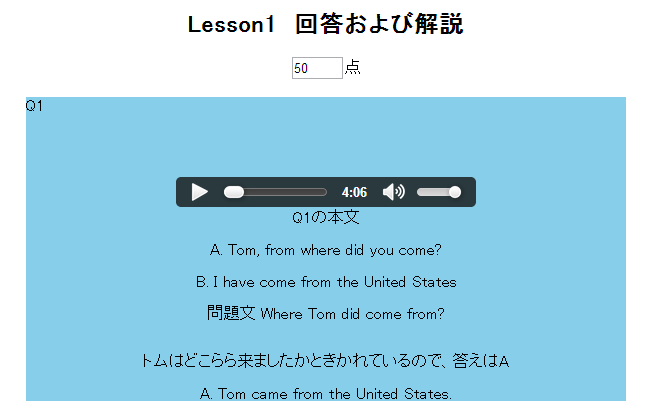 Lesson1 回答および解説
50 点
Q1
4:06
Q1の本文
A. Tom, from where did you come?
B. I have come from the United States
問題文 Where Tom did come from?
トムはどこらら来ましたかときかれているので、答えはA
A. Tom came from the United States.